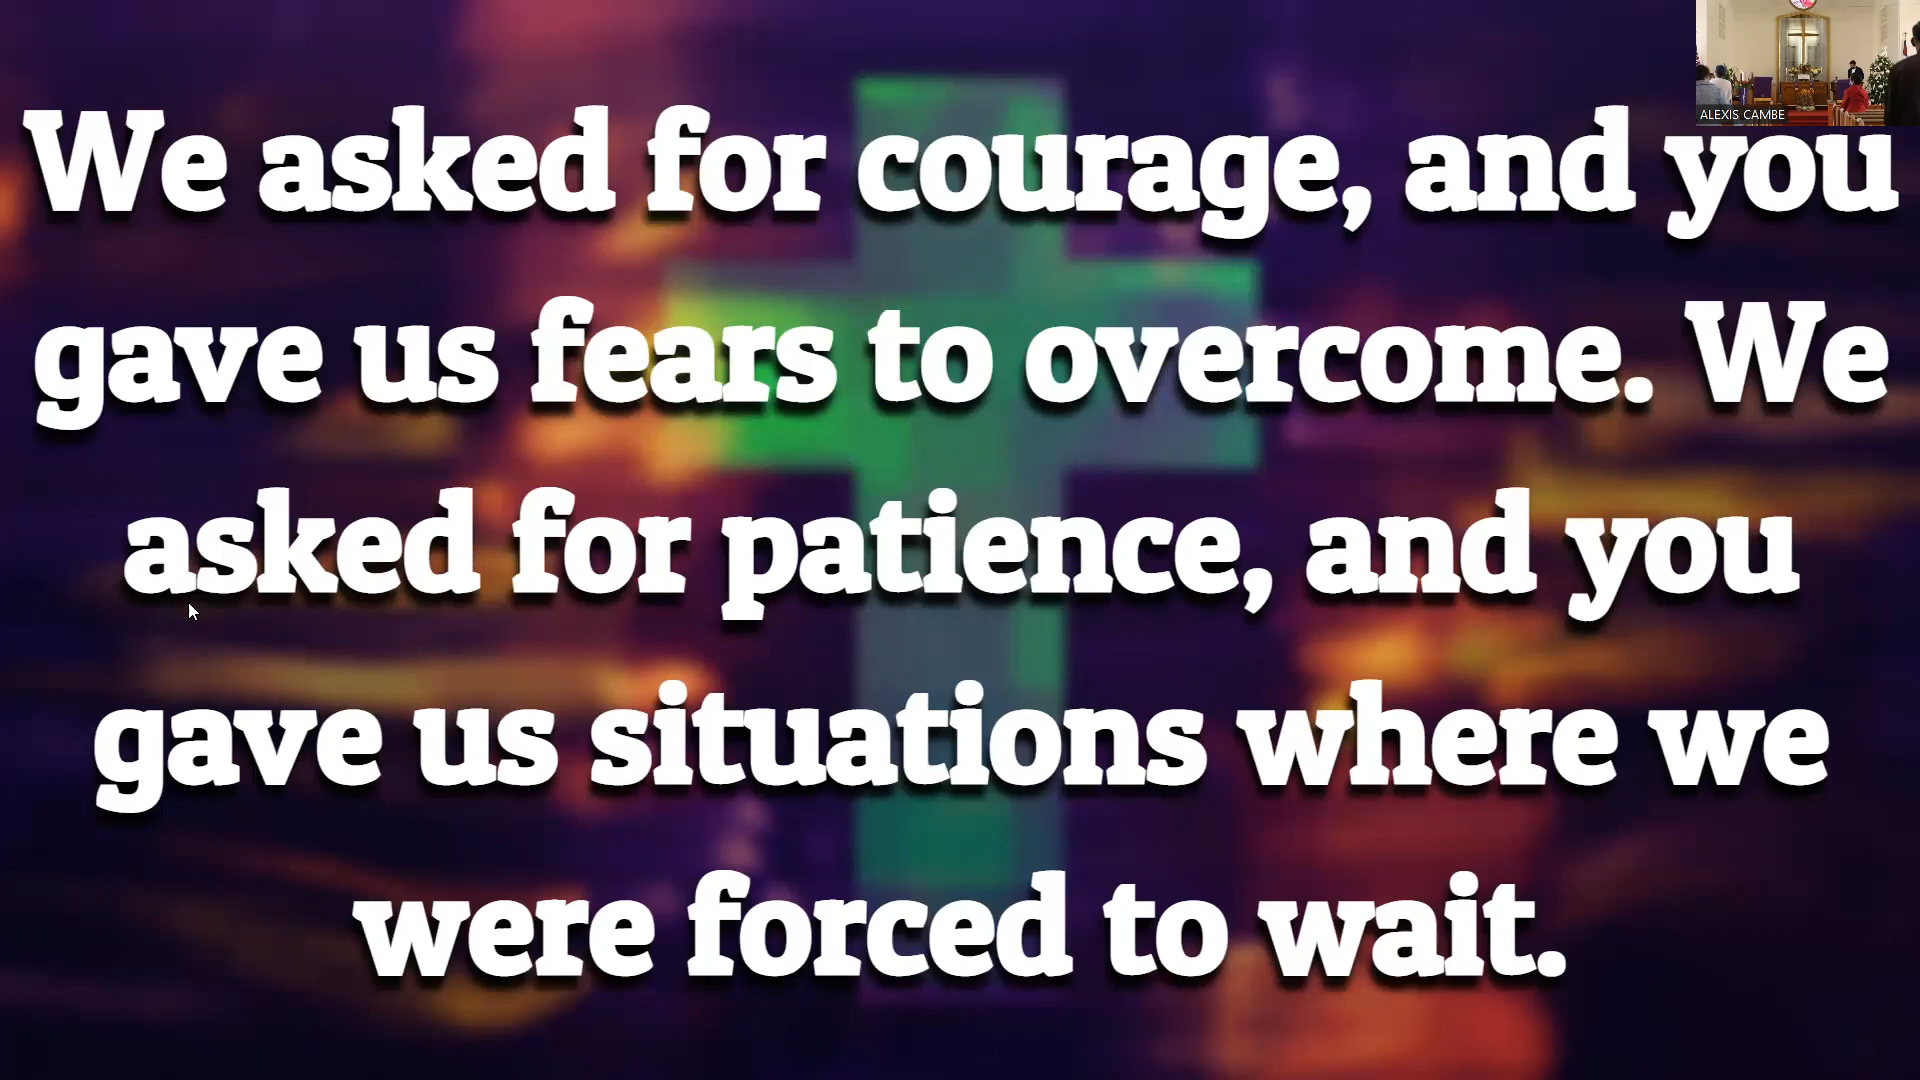 ALEXIS CAMBE
We asked for courage, and you
gave us fears to overcome. We
asked for patience, and you
gave us situations where we
were forced to wait.